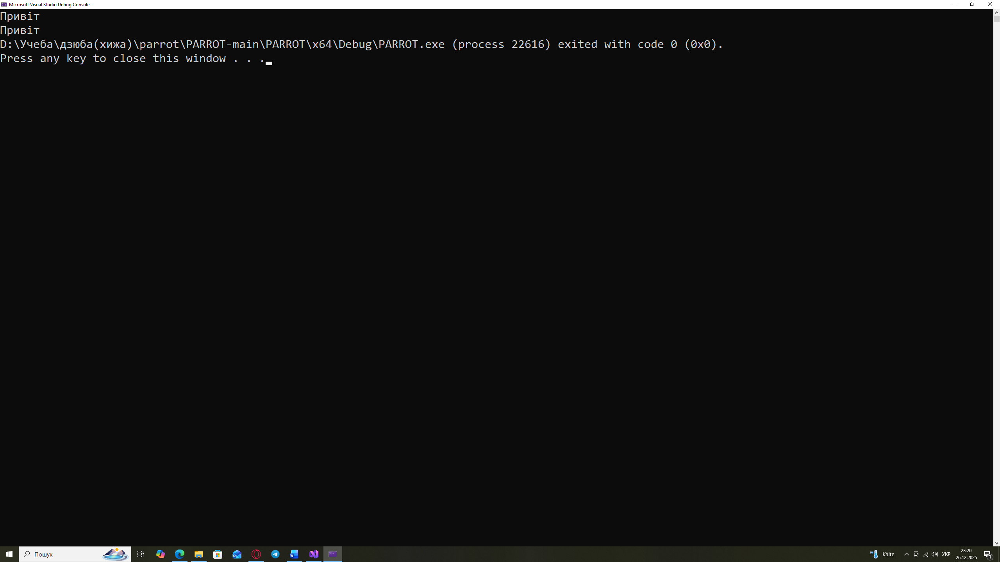 Microsoft Visual Studio Debug Console
Привіт
Привіт
D:\Учеба\дзюба(хижа)\parrot\PARROT-main\PARROT\x64\Debug\PARROT.exe (process 22616) exited with code 0 (0x0).
Press any key to close this window . . .
Пошук
Kälte
УКР
23:20
26.12.2025
1